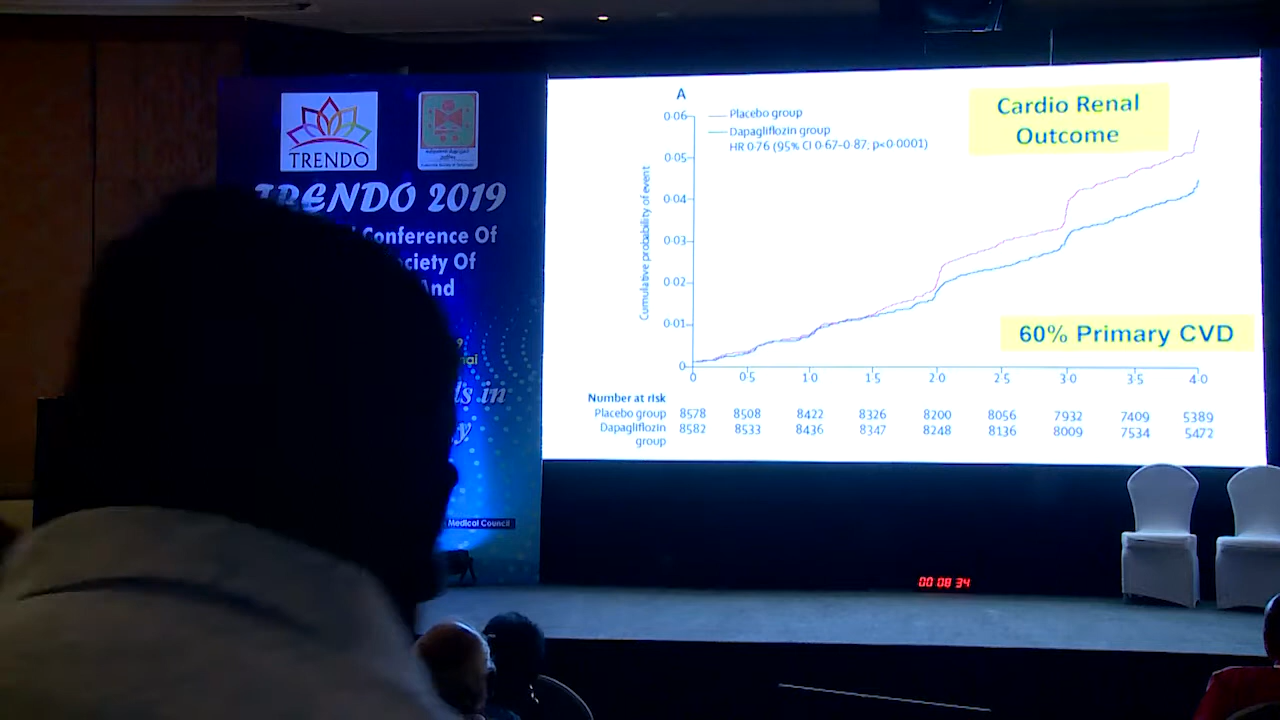 TRENDO
TRENDO 2019
Conference Of
ciety Of
And
ds in
y
Medical Council
A
Cardio Renal
Outcome
Placebo group
Dapagliflozin group
HR 0·76 (95% CI 0·67–0·87; p<0·0001)
Cumulative probability of event
0·06
0·05
0·04
0·03
0·02
0·01
0
60% Primary CVD
0 0·5 1·0 1·5 2·0 2·5 3·0 3·5 4·0
Number at risk
Placebo group 8578 8508 8422 8326 8200 8056 7932 7409 5389
Dapagliflozin 8582 8533 8436 8347 8248 8136 8009 7534 5472
group
00 08 34